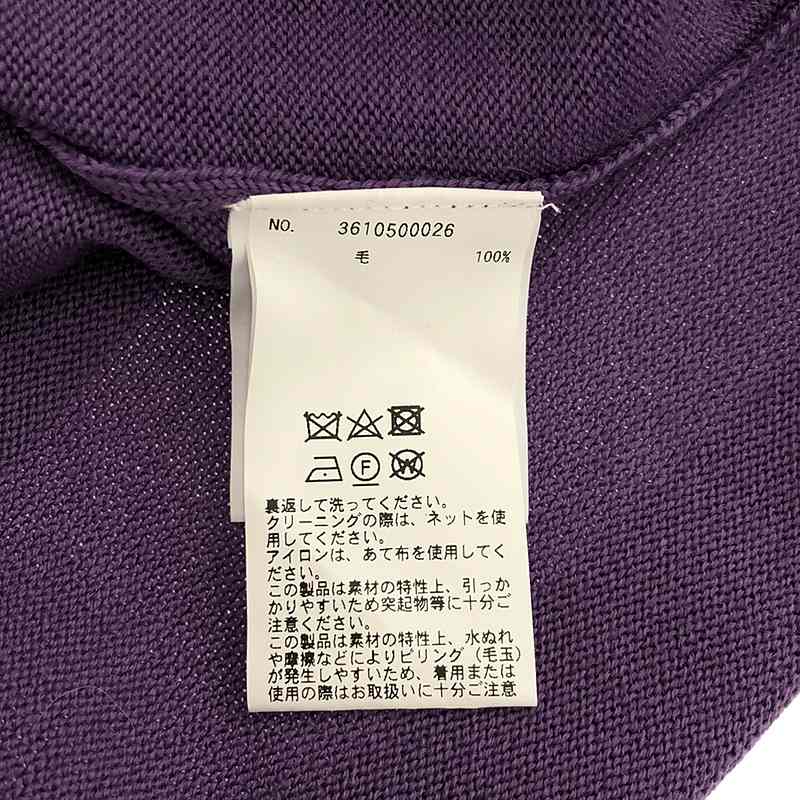 NO. 3610500026
毛 100%
F
W
裏返して洗ってください。
クリーニングの際は、ネットを使
用してください。
アイロンは、あて布を使用してく
ださい。
この製品は素材の特性上、引っか
かりやすいため突起物等に十分ご
注意ください。
この製品は素材の特性上、水ぬれ
や摩擦などによりピリング（毛玉）
が発生しやすいため、着用または
使用の際はお取扱いに十分ご注意